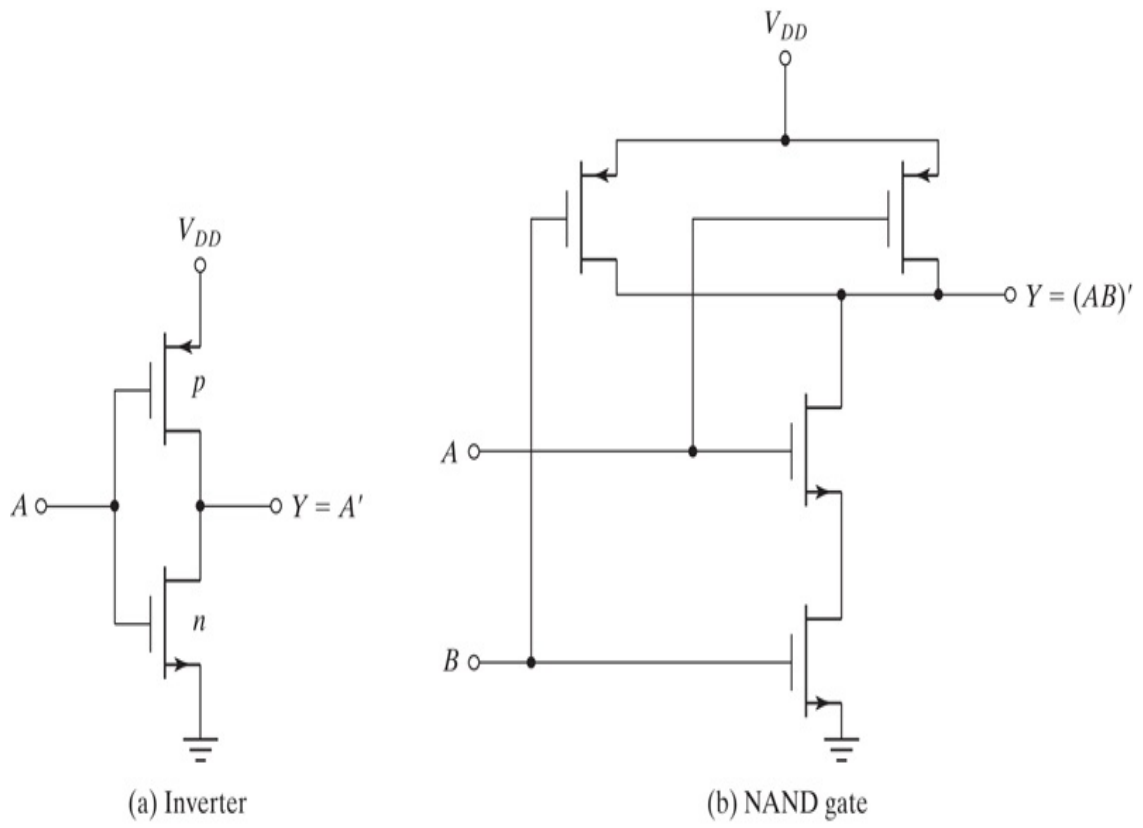 V_DD
p
A
Y = A′
n
(a) Inverter
V_DD
Y = (AB)′
A
B
(b) NAND gate